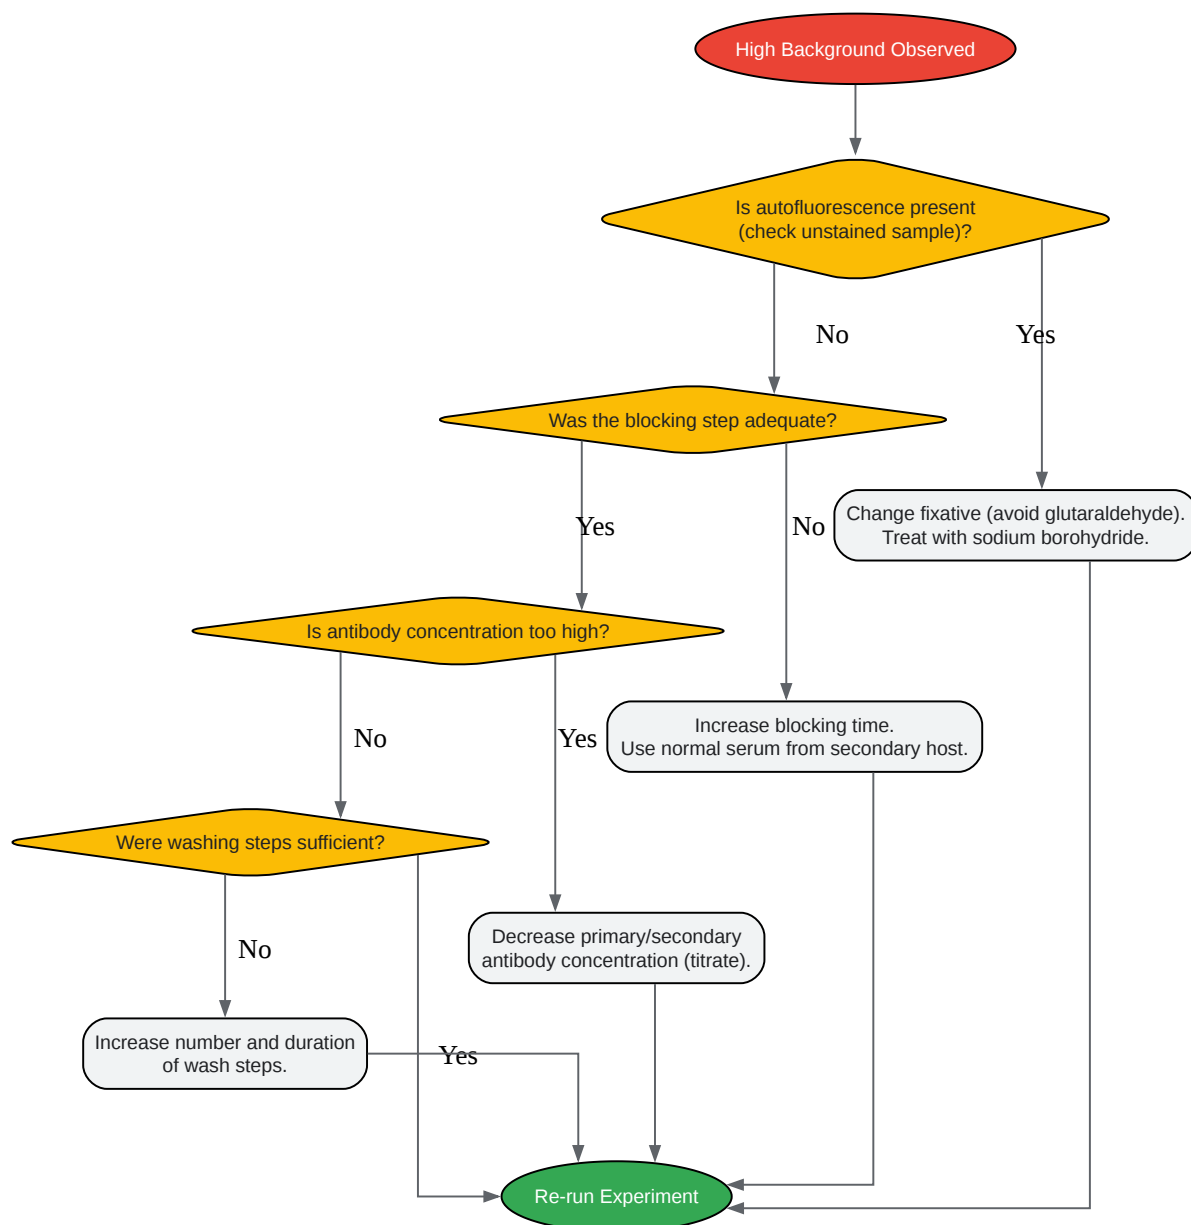 High Background Observed
Is autofluorescence present
(check unstained sample)?
No
Yes
Was the blocking step adequate?
Yes
No
Change fixative (avoid glutaraldehyde).
Treat with sodium borohydride.
Is antibody concentration too high?
No
Yes
Increase blocking time.
Use normal serum from secondary host.
Were washing steps sufficient?
No
Decrease primary/secondary
antibody concentration (titrate).
Increase number and duration
of wash steps.
Yes
Re-run Experiment